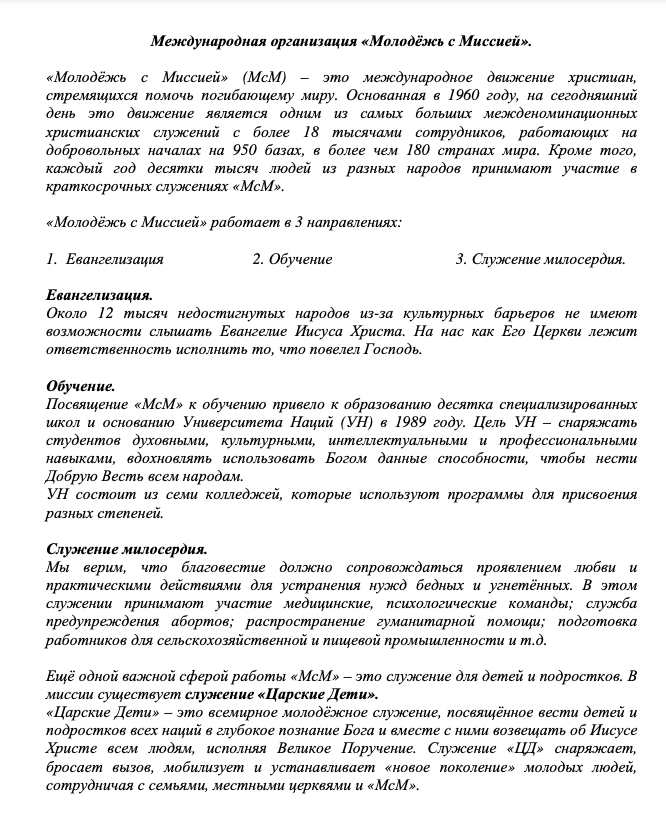 Международная организация «Молодёжь с Миссией».
«Молодёжь с Миссией» (МсМ) – это международное движение христиан,
стремящихся помочь погибающему миру. Основанная в 1960 году, на сегодняшний
день это движение является одним из самых больших межденоминационных
христианских служений с более 18 тысячами сотрудников, работающих на
добровольных началах на 950 базах, в более чем 180 странах мира. Кроме того,
каждый год десятки тысяч людей из разных народов принимают участие в
краткосрочных служениях «МсМ».
«Молодёжь с Миссией» работает в 3 направлениях:
1. Евангелизация 2. Обучение 3. Служение милосердия.
Евангелизация.
Около 12 тысяч недостигнутых народов из-за культурных барьеров не имеют
возможности слышать Евангелие Иисуса Христа. На нас как Его Церкви лежит
ответственность исполнить то, что повелел Господь.
Обучение.
Посвящение «МсМ» к обучению привело к образованию десятка специализированных
школ и основанию Университета Наций (УН) в 1989 году. Цель УН – снаряжать
студентов духовными, культурными, интеллектуальными и профессиональными
навыками, вдохновлять использовать Богом данные способности, чтобы нести
Добрую Весть всем народам.
УН состоит из семи колледжей, которые используют программы для присвоения
разных степеней.
Служение милосердия.
Мы верим, что благовестие должно сопровождаться проявлением любви и
практическими действиями для устранения нужд бедных и угнетённых. В этом
служении принимают участие медицинские, психологические команды; служба
предупреждения абортов; распространение гуманитарной помощи; подготовка
работников для сельскохозяйственной и пищевой промышленности и т.д.
Ещё одной важной сферой работы «МсМ» – это служение для детей и подростков. В
миссии существует служение «Царские Дети».
«Царские Дети» – это всемирное молодёжное служение, посвящённое вести детей и
подростков всех наций в глубокое познание Бога и вместе с ними возвещать об Иисусе
Христе всем людям, исполняя Великое Поручение. Служение «ЦД» снаряжает,
бросает вызов, мобилизует и устанавливает «новое поколение» молодых людей,
сотрудничая с семьями, местными церквями и «МсМ».